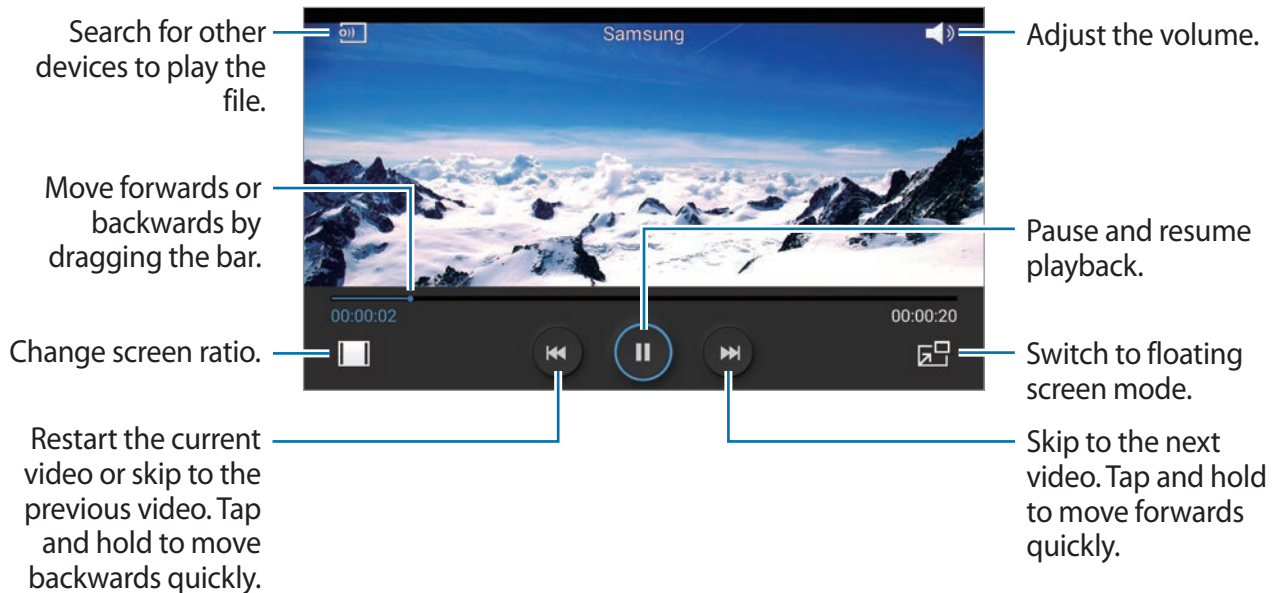 Search for other
devices to play the
file.
Samsung
Adjust the volume.
Move forwards or
backwards by
dragging the bar.
Pause and resume
playback.
00:00:02
00:00:20
Change screen ratio.
Switch to floating
screen mode.
Restart the current
video or skip to the
previous video. Tap
and hold to move
backwards quickly.
Skip to the next
video. Tap and hold
to move forwards
quickly.